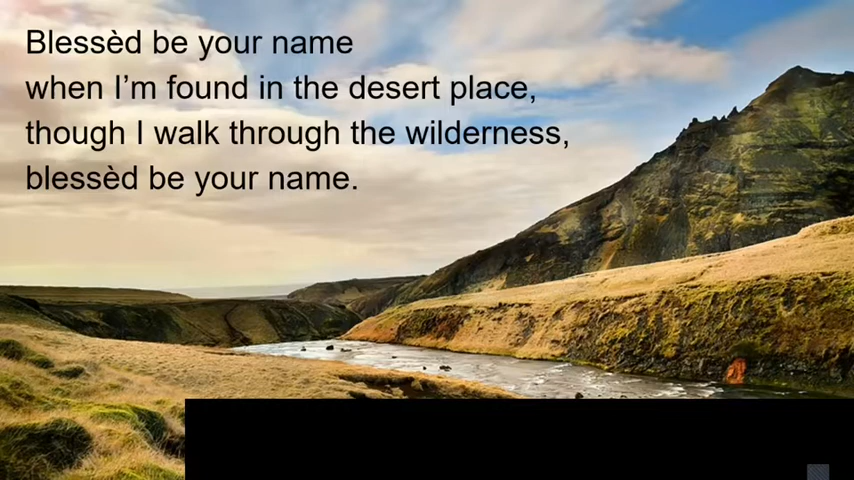 Blessèd be your name
when I’m found in the desert place,
though I walk through the wilderness,
blessèd be your name.